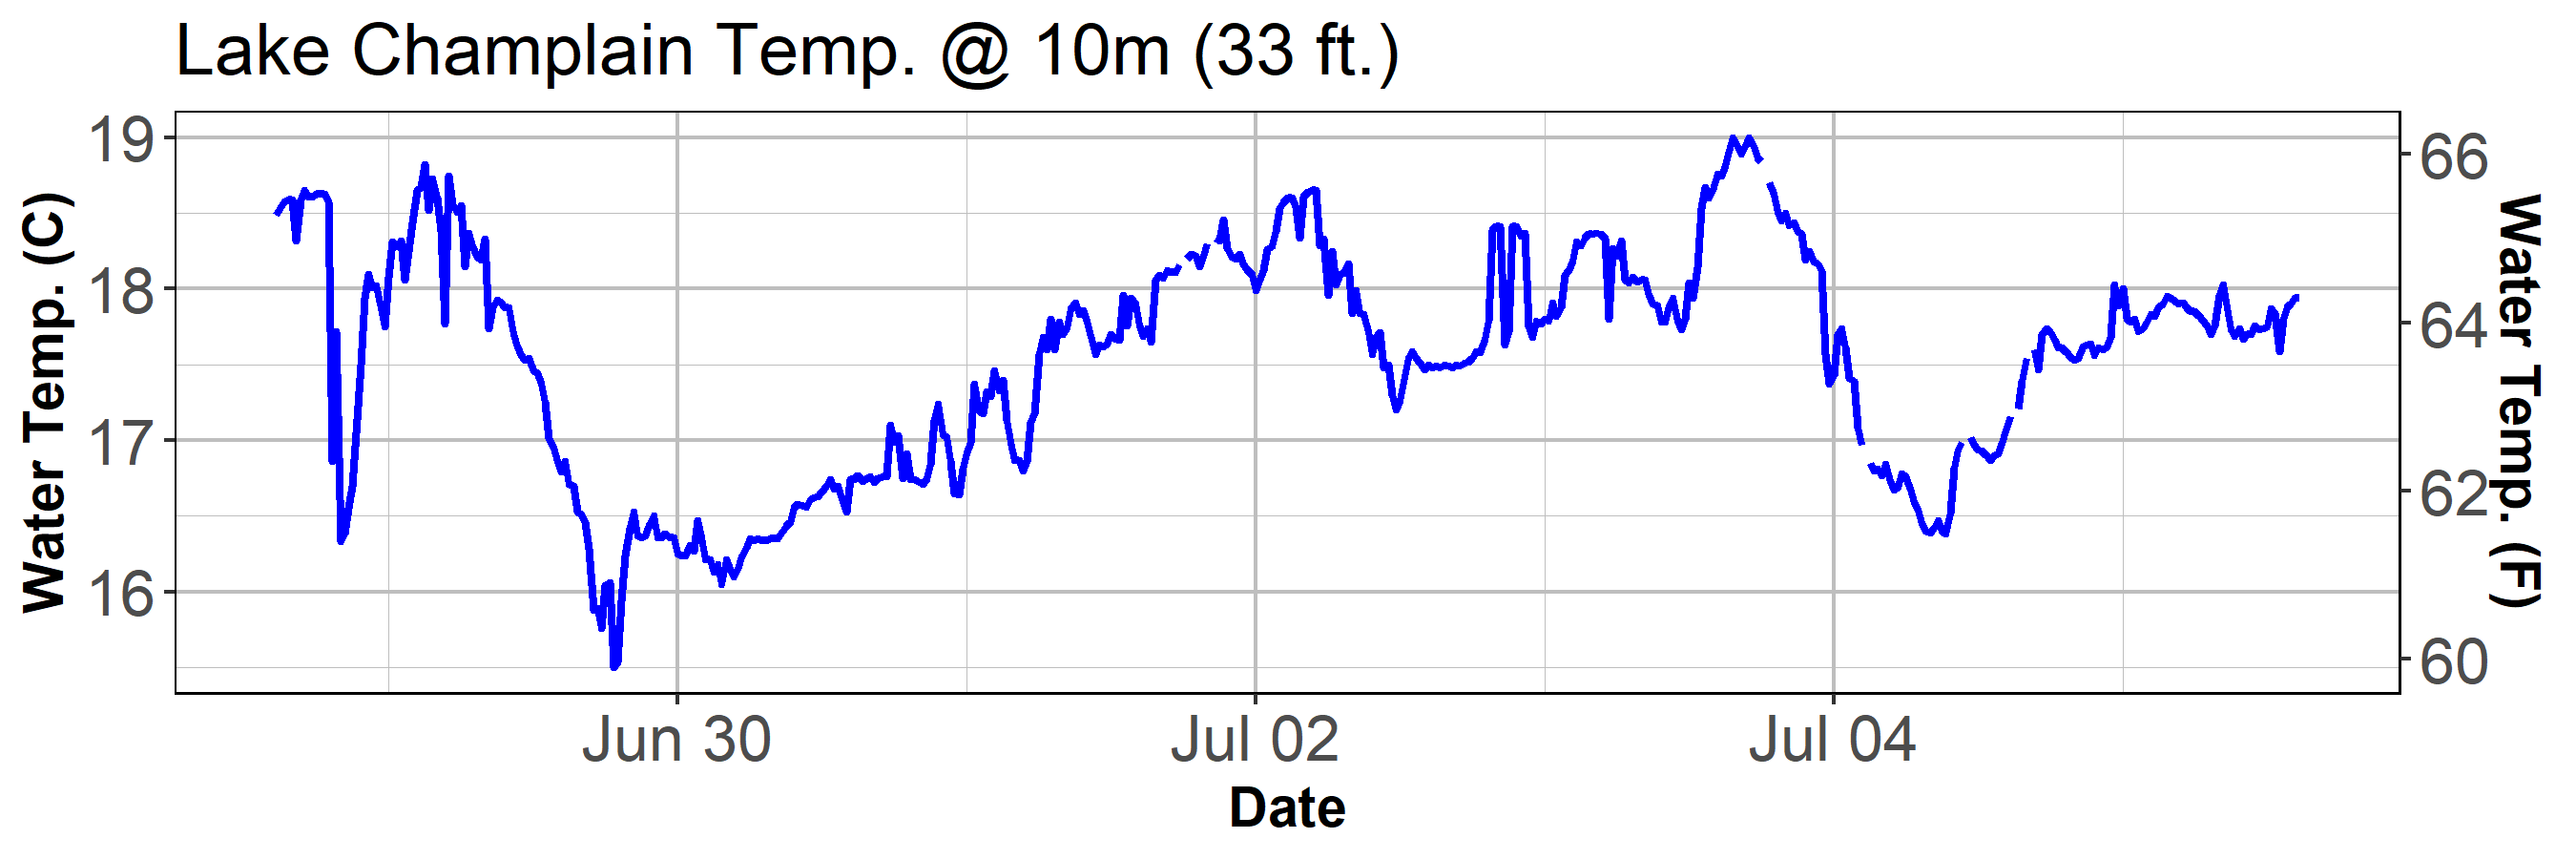 Lake Champlain Temp. @ 10m (33 ft.)
Water Temp. (C)
19
18
17
16
66
64
62
60
Water Temp. (F)
Jun 30
Jul 02
Jul 04
Date